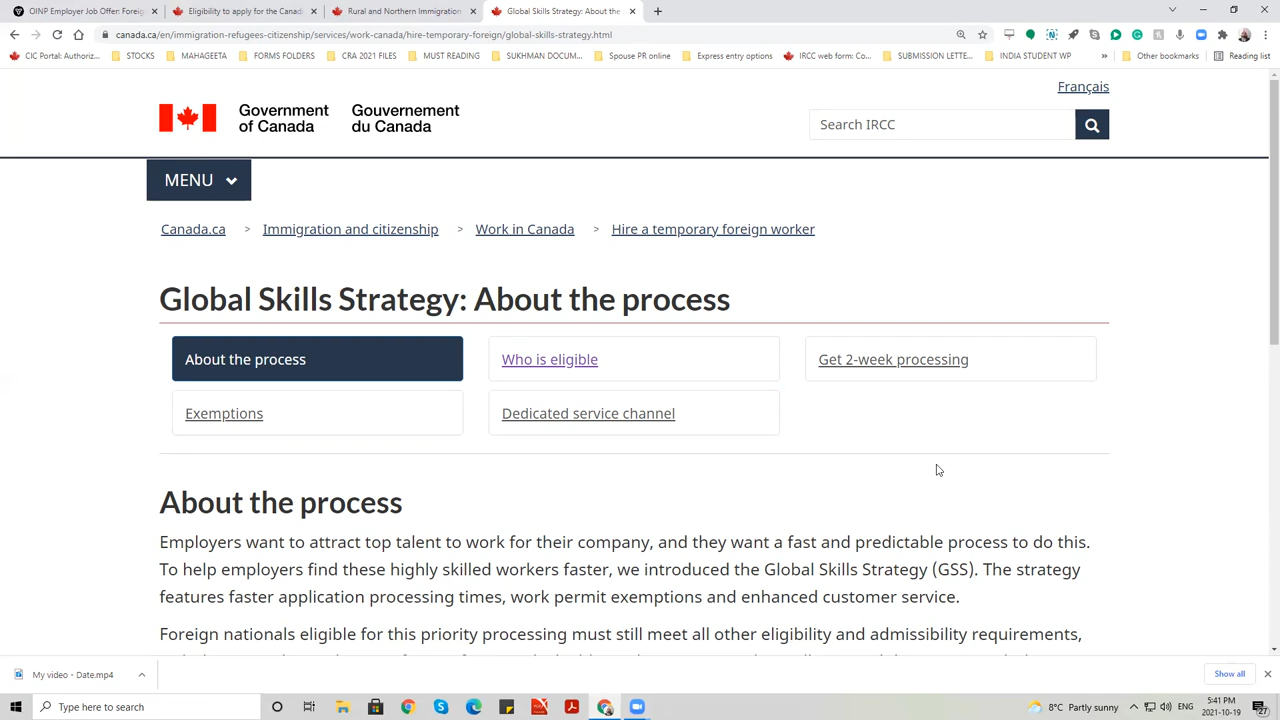 OINP Employer Job Offer: Foreig
Eligibility to apply for the Canadi
Rural and Northern Immigration
Global Skills Strategy: About the
canada.ca/en/immigration-refugees-citizenship/services/work-canada/hire-temporary-foreign/global-skills-strategy.html
CIC Portal: Authoriz...
STOCKS
MAHAGEETA
FORMS FOLDERS
CRA 2021 FILES
MUST READING
SUKHMAN DOCUM...
Spouse PR online
Express entry options
IRCC web form: Co...
SUBMISSION LETTE...
INDIA STUDENT WP
Other bookmarks
Reading list
Français
Government
of Canada
Gouvernement
du Canada
Search IRCC
MENU
Canada.ca > Immigration and citizenship > Work in Canada > Hire a temporary foreign worker
Global Skills Strategy: About the process
About the process
Who is eligible
Get 2-week processing
Exemptions
Dedicated service channel
About the process
Employers want to attract top talent to work for their company, and they want a fast and predictable process to do this.
To help employers find these highly skilled workers faster, we introduced the Global Skills Strategy (GSS). The strategy
features faster application processing times, work permit exemptions and enhanced customer service.
Foreign nationals eligible for this priority processing must still meet all other eligibility and admissibility requirements,
My video - Date.mp4
Show all
Type here to search
8°C Partly sunny
ENG
5:41 PM
2021-10-19
27